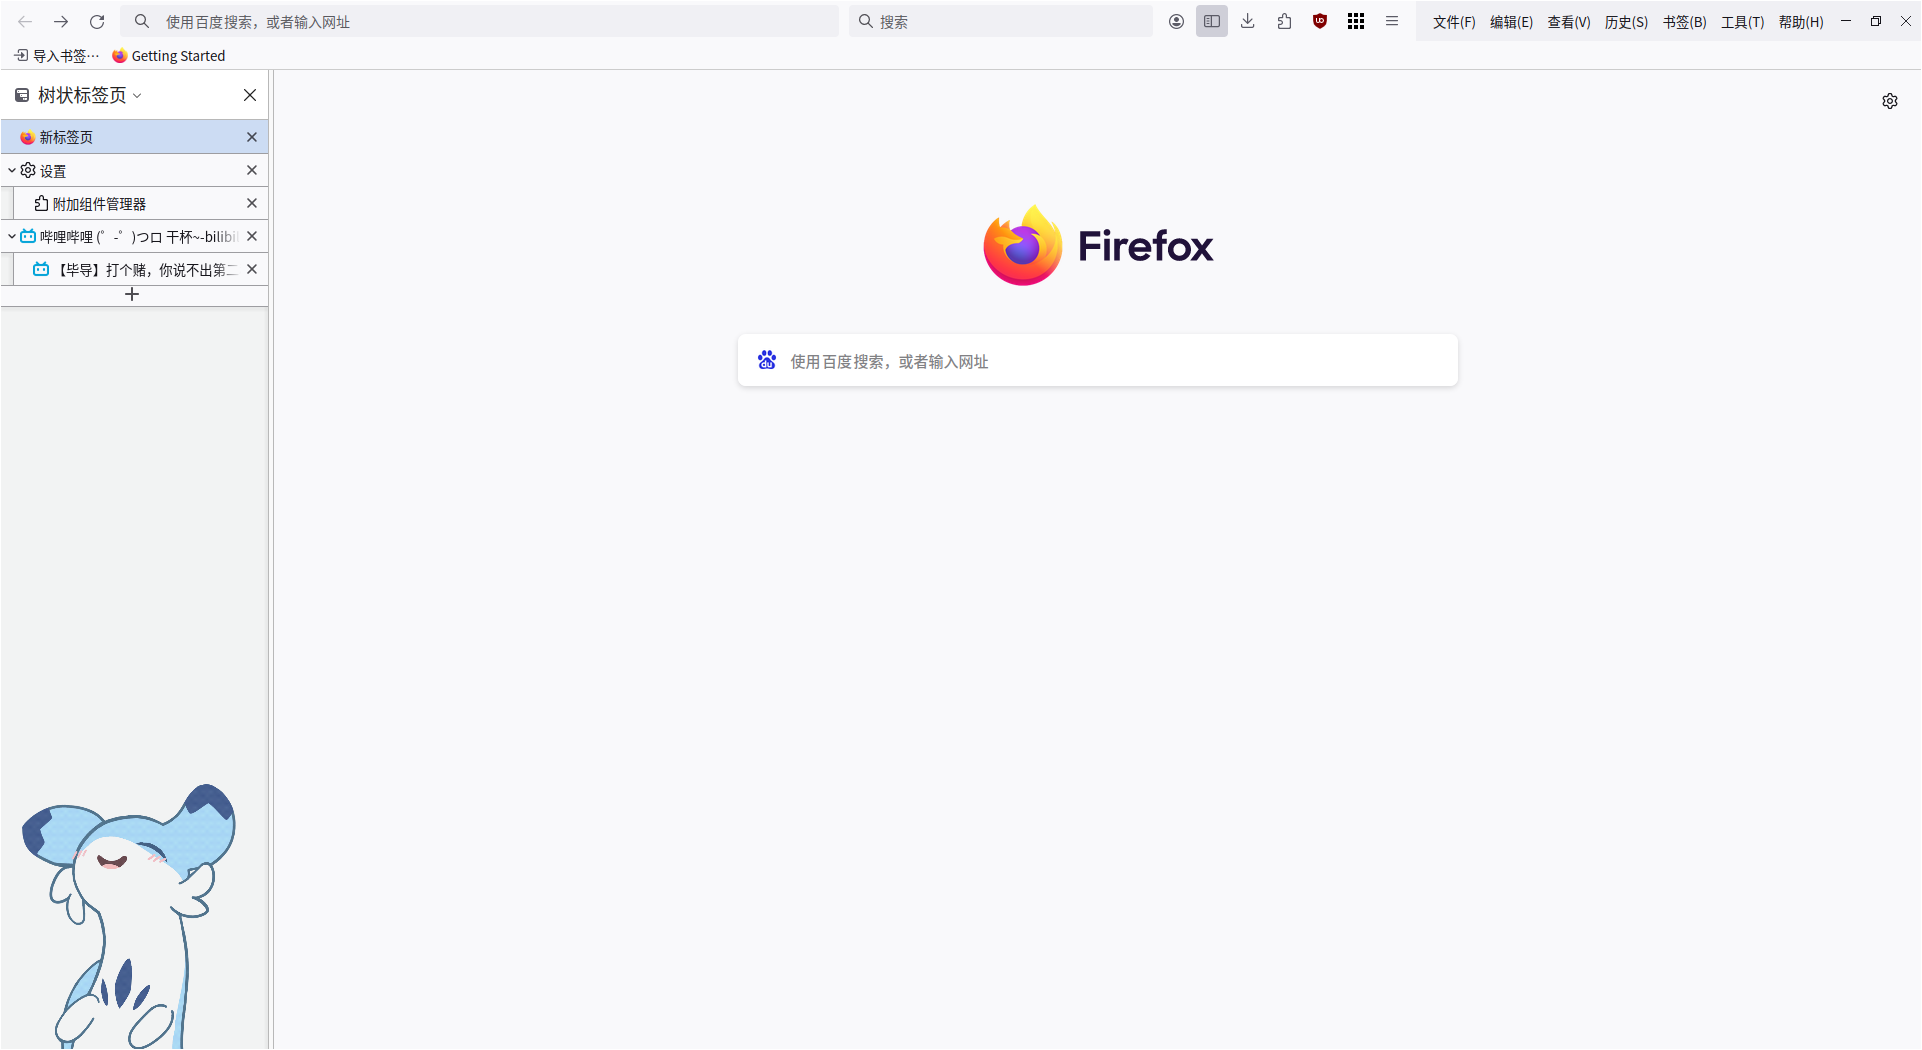 使用百度搜索，或者输入网址
搜索
文件(F) 编辑(E) 查看(V) 历史(S) 书签(B) 工具(T) 帮助(H)
导入书签…
Getting Started
树状标签页
新标签页
设置
附加组件管理器
哔哩哔哩 (゜-゜)つロ 干杯~-bilibil
【毕导】打个赌，你说不出第二
Firefox
使用百度搜索，或者输入网址